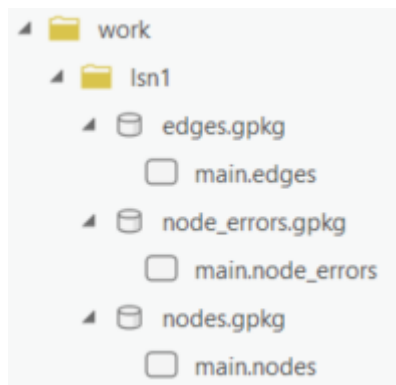 work
lsn1
edges.gpkg
main.edges
node_errors.gpkg
main.node_errors
nodes.gpkg
main.nodes